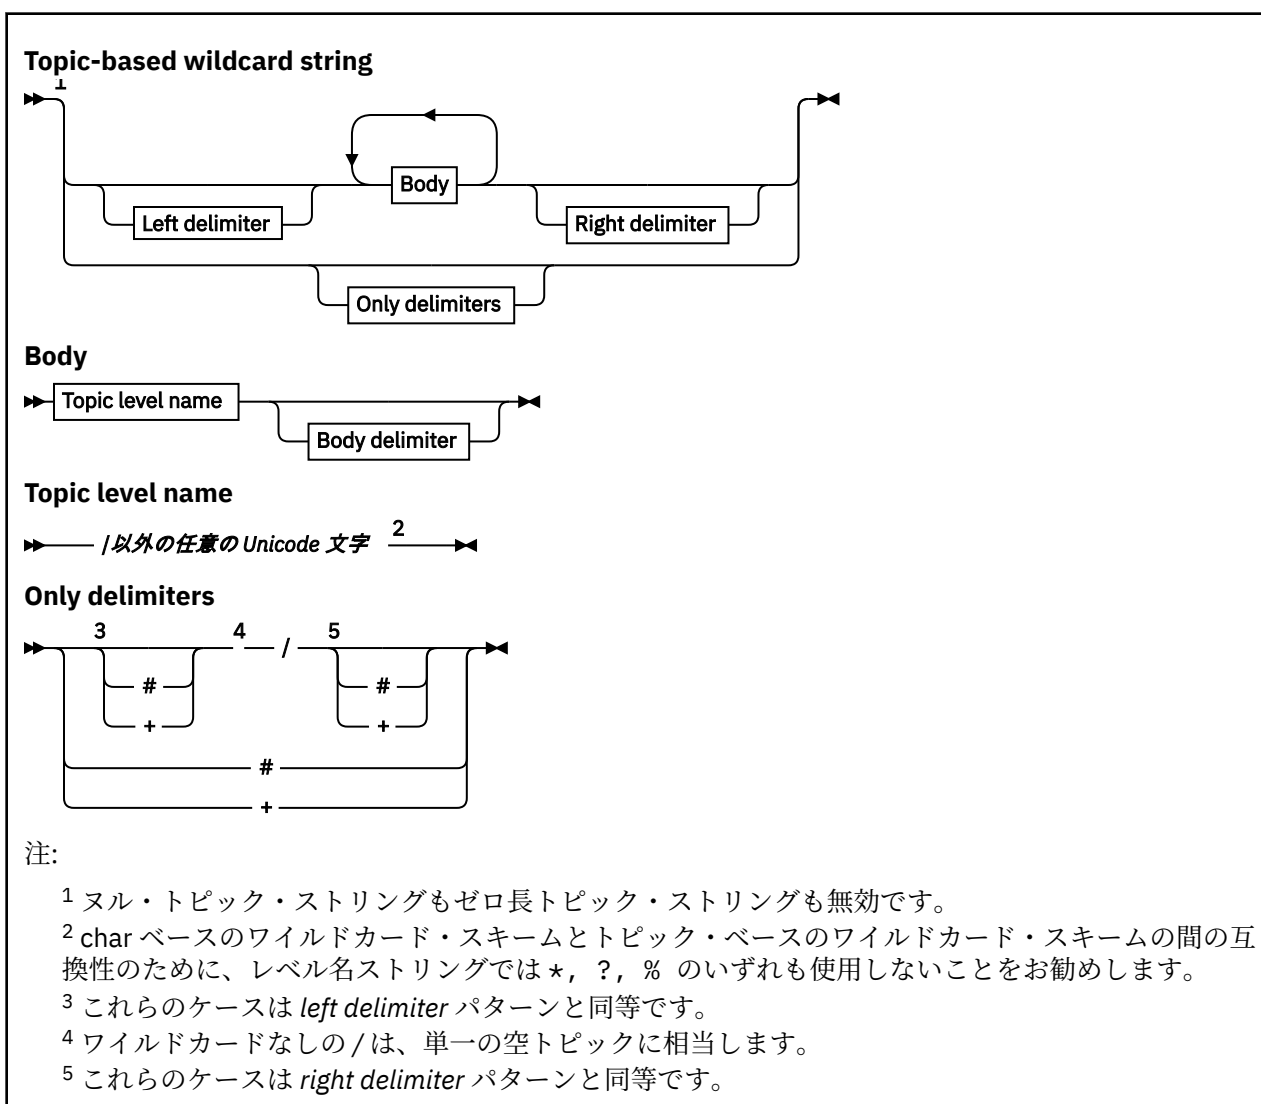 Topic-based wildcard string
1
Body
Left delimiter
Right delimiter
Only delimiters
Body
Topic level name
Body delimiter
Topic level name
/以外の任意の Unicode 文字 2
Only delimiters
3 4 5
/
# #
+ +
#
+
注:
1 ヌル・トピック・ストリングもゼロ長トピック・ストリングも無効です。
2 char ベースのワイルドカード・スキームとトピック・ベースのワイルドカード・スキームの間の互
換性のために、レベル名ストリングでは *, ?, % のいずれも使用しないことをお勧めします。
3 これらのケースは left delimiter パターンと同等です。
4 ワイルドカードなしの / は、単一の空トピックに相当します。
5 これらのケースは right delimiter パターンと同等です。